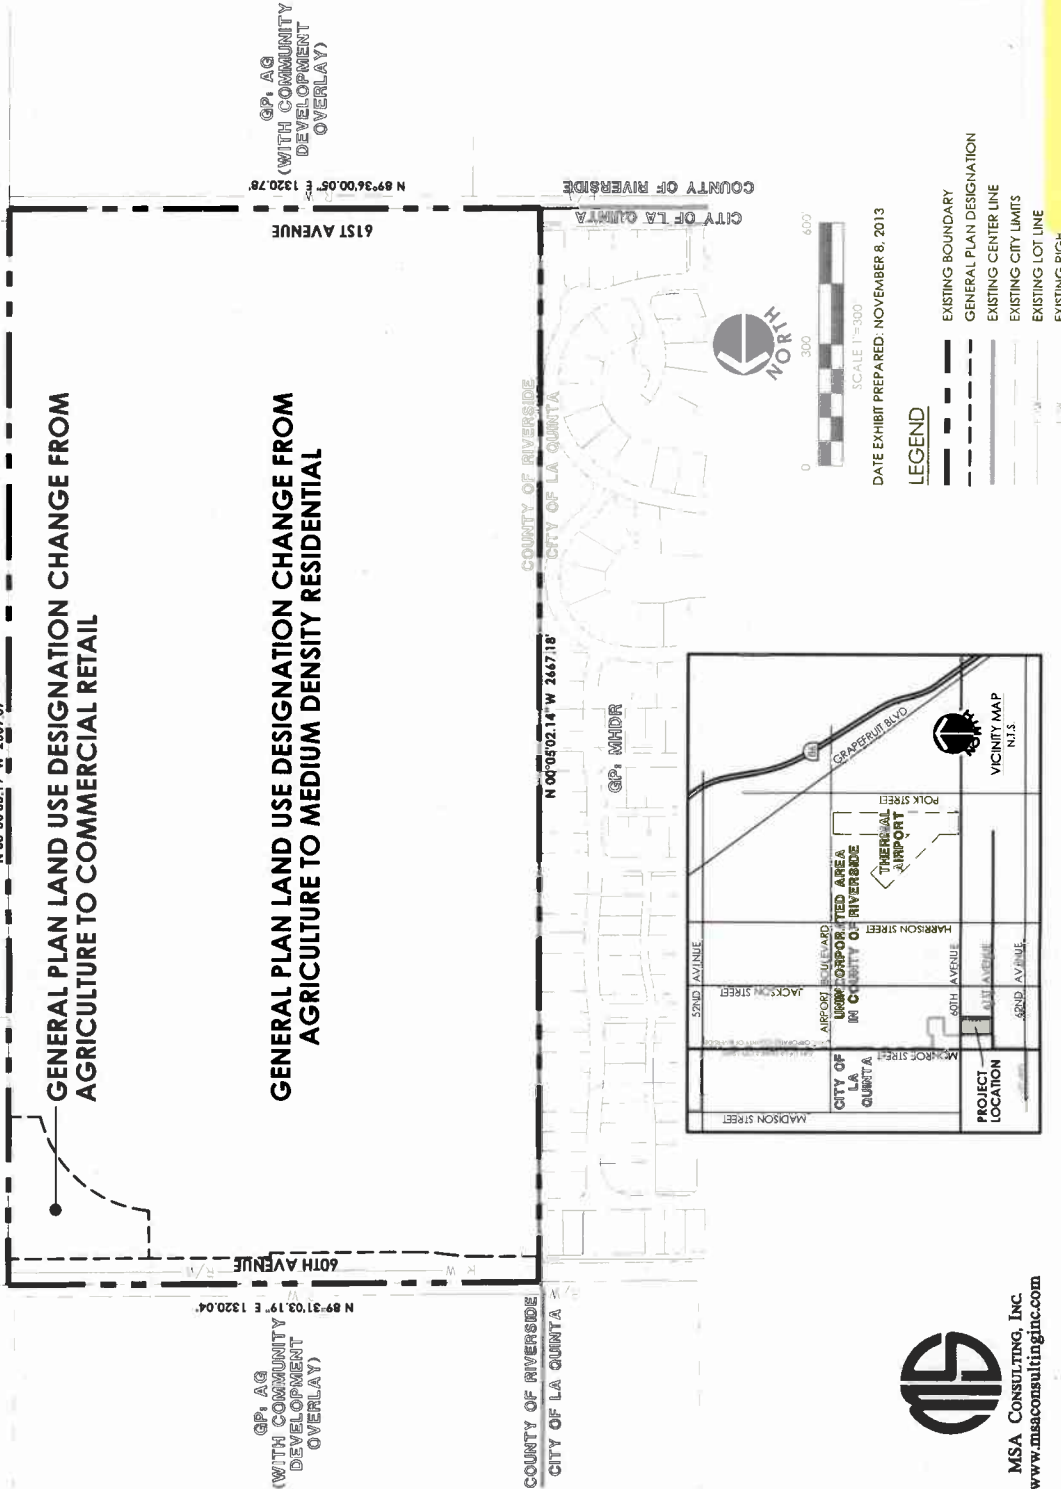 GENERAL PLAN LAND USE DESIGNATION CHANGE FROM
AGRICULTURE TO COMMERCIAL RETAIL
GENERAL PLAN LAND USE DESIGNATION CHANGE FROM
AGRICULTURE TO MEDIUM DENSITY RESIDENTIAL
60TH AVENUE
R/W
61ST AVENUE
N 89°31'03.19" E 1320.04'
N 89°36'00.05" E 1320.78'
N 00°05'02.14" W 2667.18'
GP: AG
(WITH COMMUNITY
DEVELOPMENT
OVERLAY)
GP: AG
(WITH COMMUNITY
DEVELOPMENT
OVERLAY)
COUNTY OF RIVERSIDE
CITY OF LA QUINTA
COUNTY OF RIVERSIDE
CITY OF LA QUINTA
COUNTY OF RIVERSIDE
CITY OF LA QUINTA
GP: MHDR
NORTH
0 300 600
SCALE 1"=300'
DATE EXHIBIT PREPARED: NOVEMBER 8, 2013
LEGEND
EXISTING BOUNDARY
GENERAL PLAN DESIGNATION
EXISTING CENTER LINE
EXISTING CITY LIMITS
EXISTING LOT LINE
EXISTING
52ND AVENUE
AIRPORT BOULEVARD
60TH AVENUE
61ST AVENUE
62ND AVENUE
MADISON STREET
MONROE STREET
JACKSON STREET
HARRISON STREET
POLK STREET
GRAPEFRUIT BLVD
CITY OF
LA
QUINTA
UNINCORPORATED AREA
IN COUNTY OF RIVERSIDE
THERMAL
AIRPORT
PROJECT
LOCATION
NORTH
VICINITY MAP
N.T.S.
MSA CONSULTING, INC.
www.msaconsultinginc.com